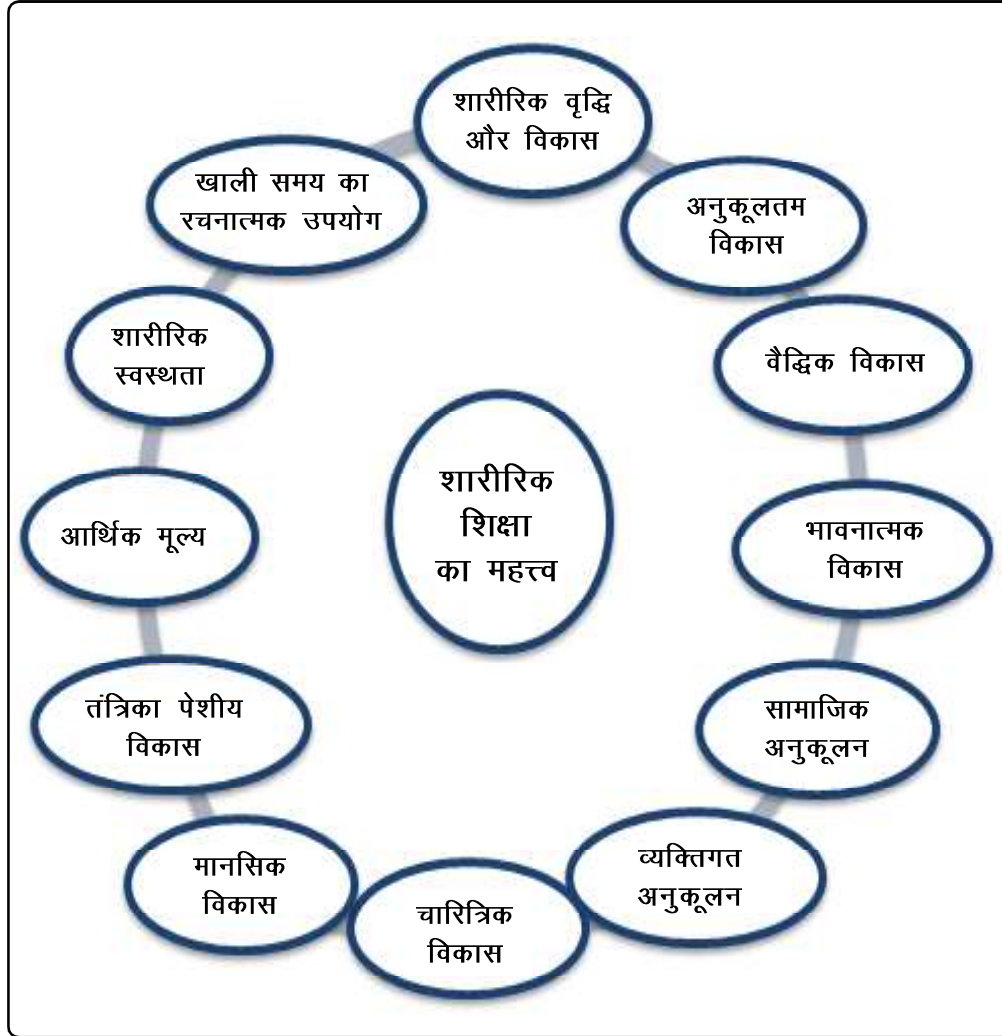 शारीरिक वृद्धि
और विकास
अनुकूलतम
विकास
वैद्धिक विकास
भावनात्मक
विकास
सामाजिक
अनुकूलन
व्यक्तिगत
अनुकूलन
चारित्रिक
विकास
मानसिक
विकास
तंत्रिका पेशीय
विकास
आर्थिक मूल्य
शारीरिक
स्वस्थता
खाली समय का
रचनात्मक उपयोग
शारीरिक
शिक्षा
का महत्त्व